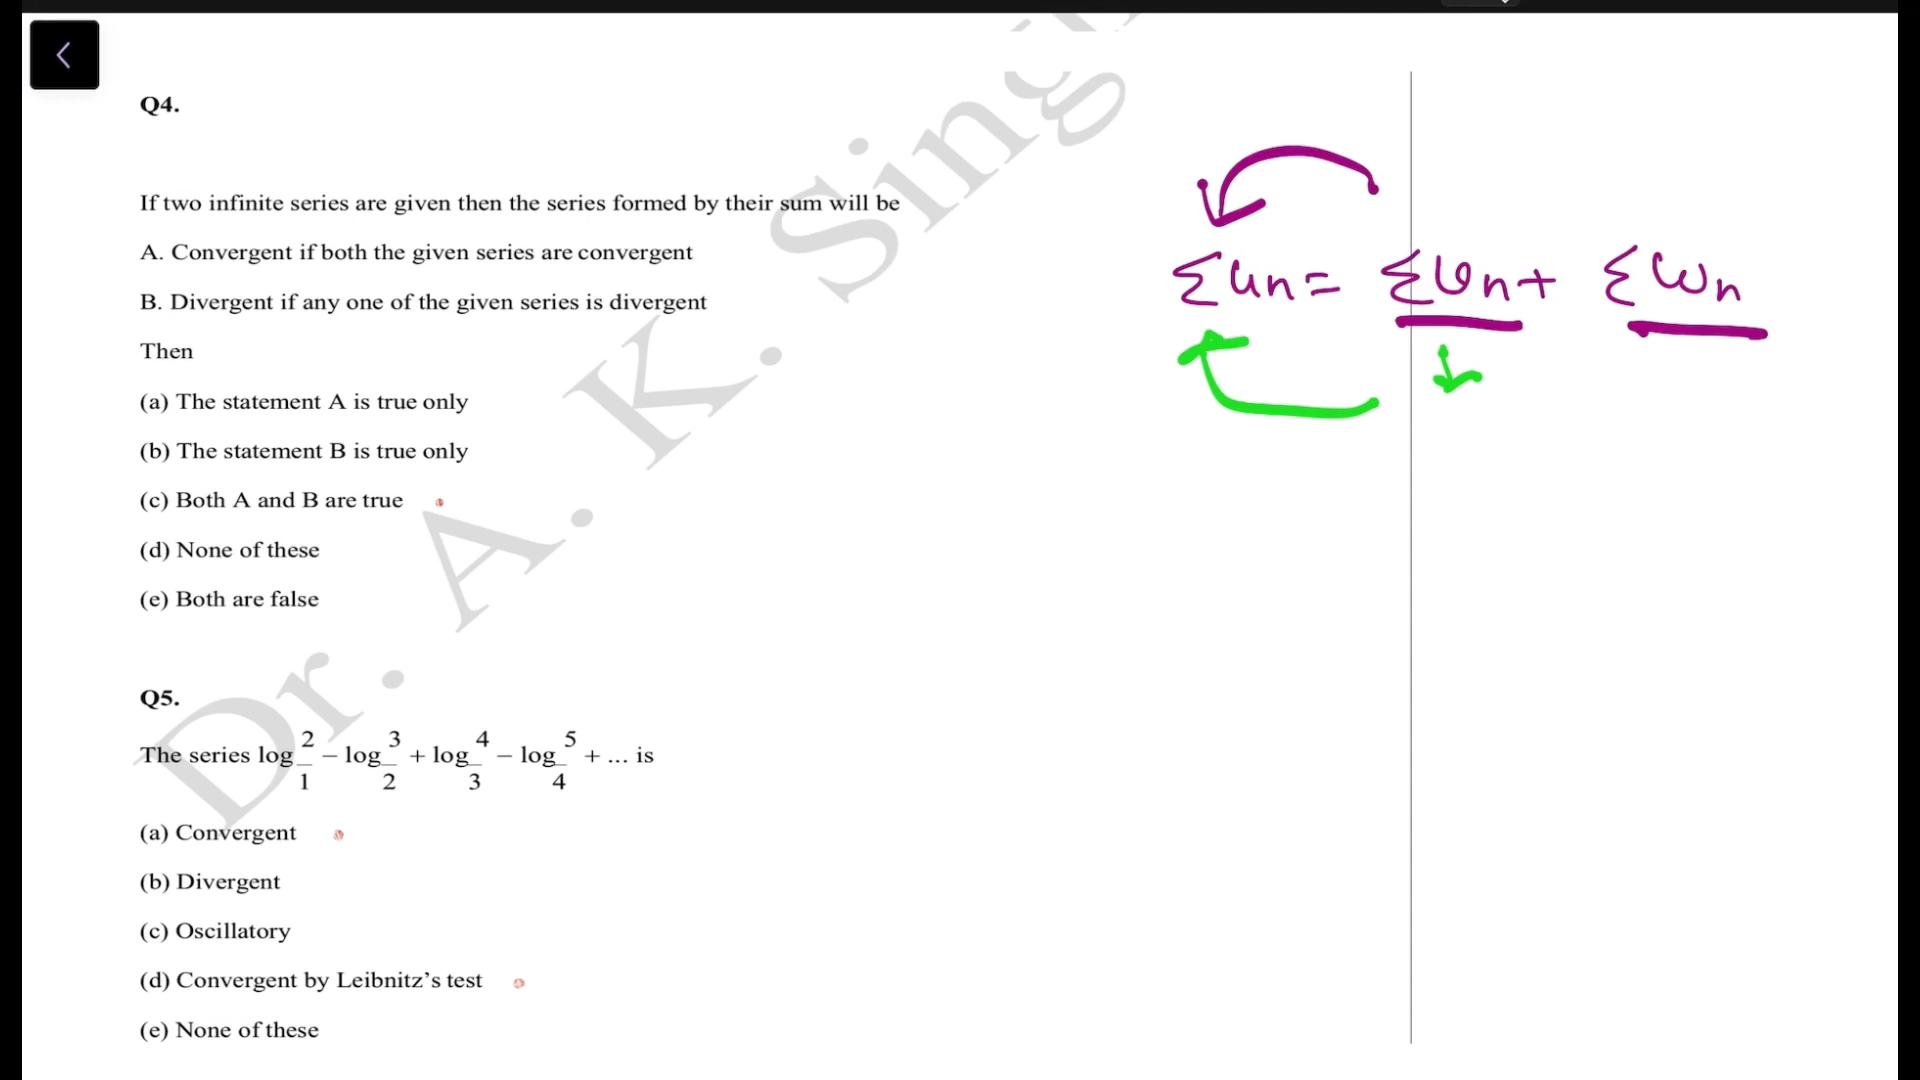 Q4.
If two infinite series are given then the series formed by their sum will be
A. Convergent if both the given series are convergent
B. Divergent if any one of the given series is divergent
Then
(a) The statement A is true only
(b) The statement B is true only
(c) Both A and B are true
(d) None of these
(e) Both are false
Σun = Σvn + Σwn
Q5.
The series log 2/1 − log 3/2 + log 4/3 − log 5/4 + ... is
(a) Convergent
(b) Divergent
(c) Oscillatory
(d) Convergent by Leibnitz’s test
(e) None of these
Dr. A. K. Sing